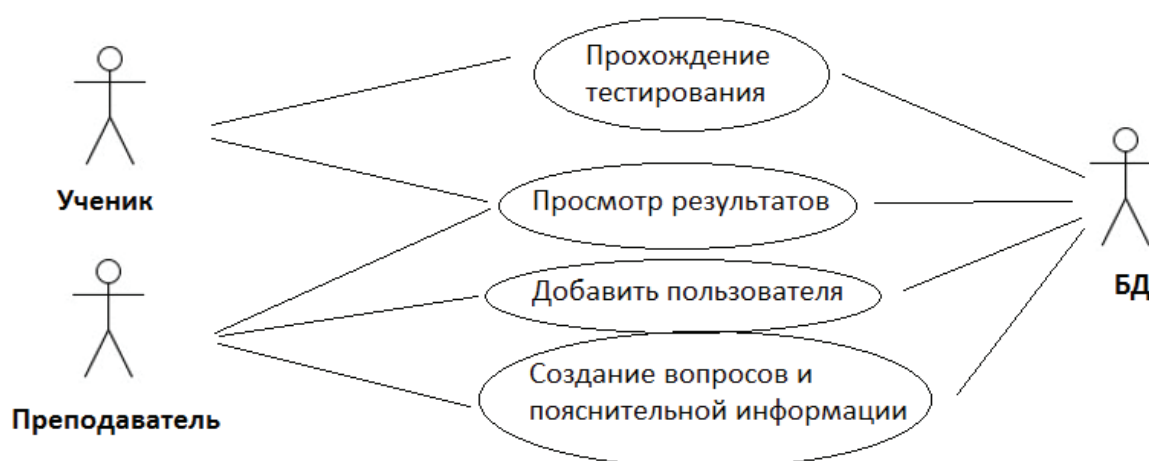 Прохождение
тестирования
Ученик
Просмотр результатов
БД
Добавить пользователя
Преподаватель
Создание вопросов и
пояснительной информации